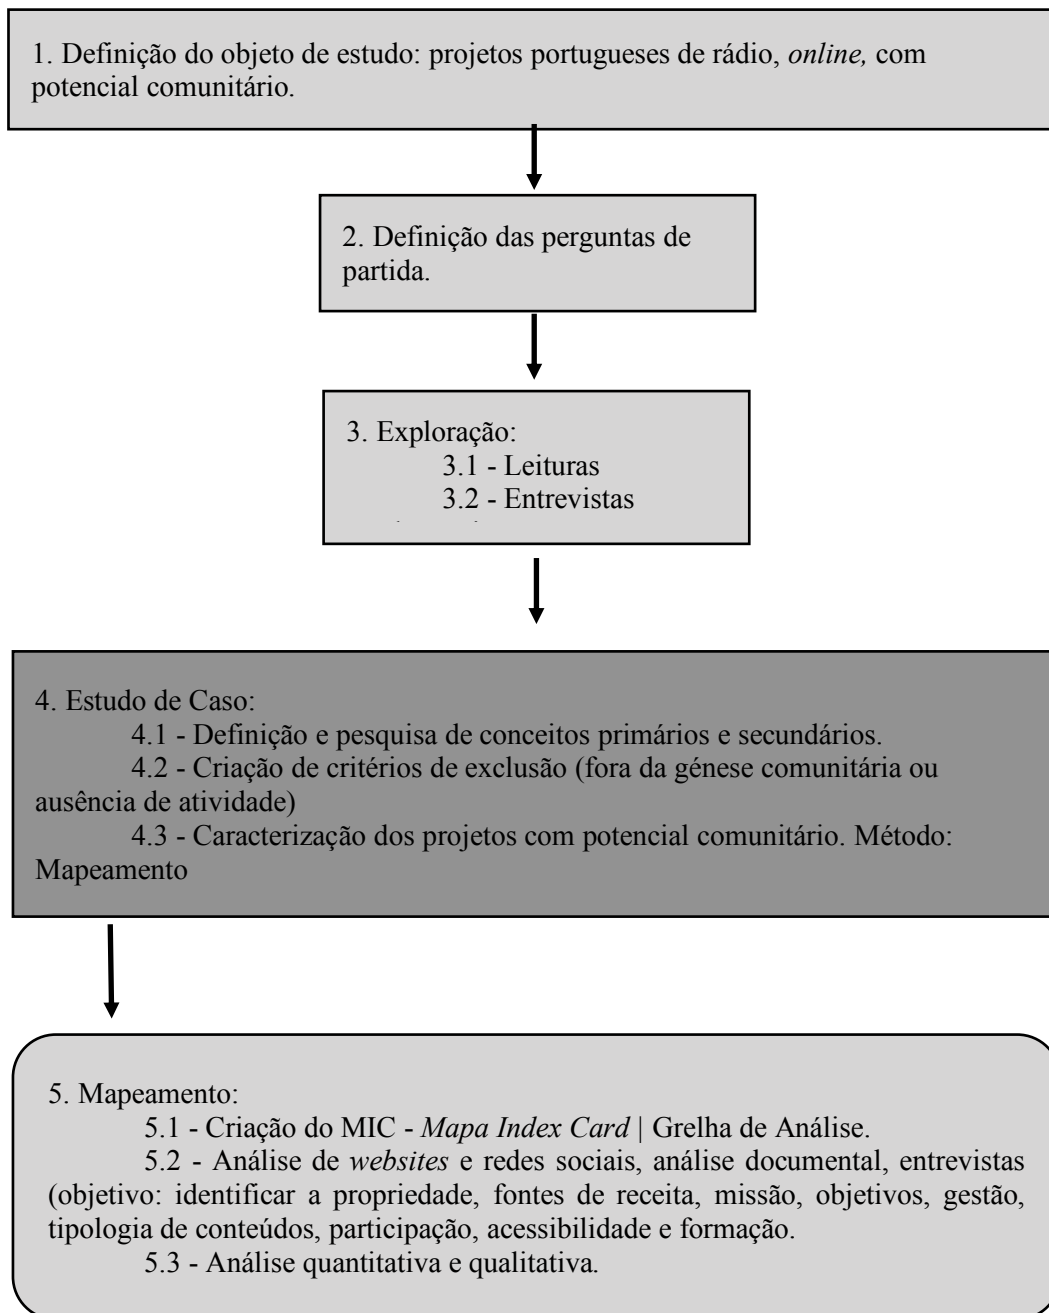 1. Definição do objeto de estudo: projetos portugueses de rádio, online, com
potencial comunitário.
2. Definição das perguntas de
partida.
3. Exploração:
3.1 - Leituras
3.2 - Entrevistas
4. Estudo de Caso:
4.1 - Definição e pesquisa de conceitos primários e secundários.
4.2 - Criação de critérios de exclusão (fora da génese comunitária ou
ausência de atividade)
4.3 - Caracterização dos projetos com potencial comunitário. Método:
Mapeamento
5. Mapeamento:
5.1 - Criação do MIC - Mapa Index Card | Grelha de Análise.
5.2 - Análise de websites e redes sociais, análise documental, entrevistas
(objetivo: identificar a propriedade, fontes de receita, missão, objetivos, gestão,
tipologia de conteúdos, participação, acessibilidade e formação.
5.3 - Análise quantitativa e qualitativa.